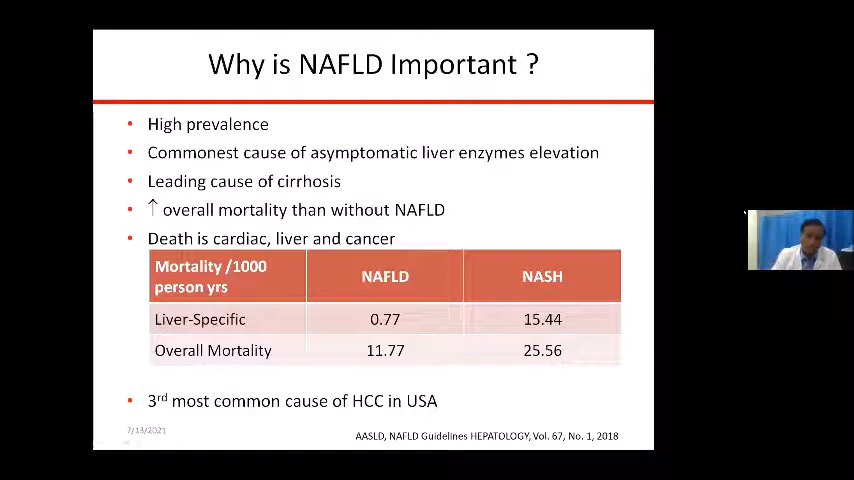 Why is NAFLD Important ?
• High prevalence
• Commonest cause of asymptomatic liver enzymes elevation
• Leading cause of cirrhosis
• ↑ overall mortality than without NAFLD
• Death is cardiac, liver and cancer
Mortality /1000 person yrs NAFLD NASH
Liver-Specific 0.77 15.44
Overall Mortality 11.77 25.56
• 3rd most common cause of HCC in USA
7/13/2021
AASLD, NAFLD Guidelines HEPATOLOGY, Vol. 67, No. 1, 2018